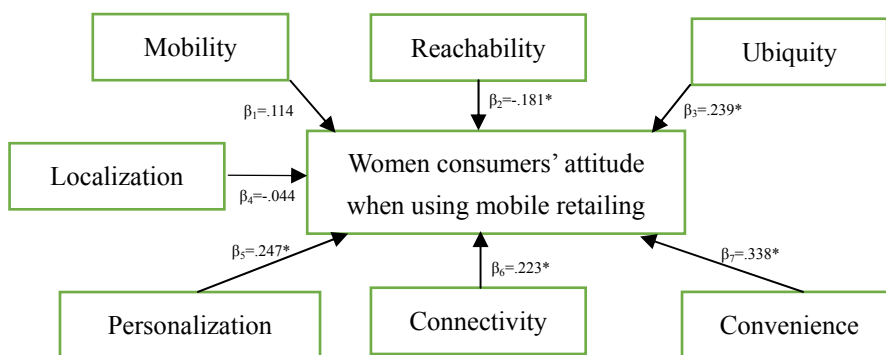 Mobility
Reachability
Ubiquity
β1=.114
β2=-.181*
β3=.239*
Women consumers’ attitude
when using mobile retailing
Localization
β4=-.044
β5=.247*
β6=.223*
β7=.338*
Personalization
Connectivity
Convenience